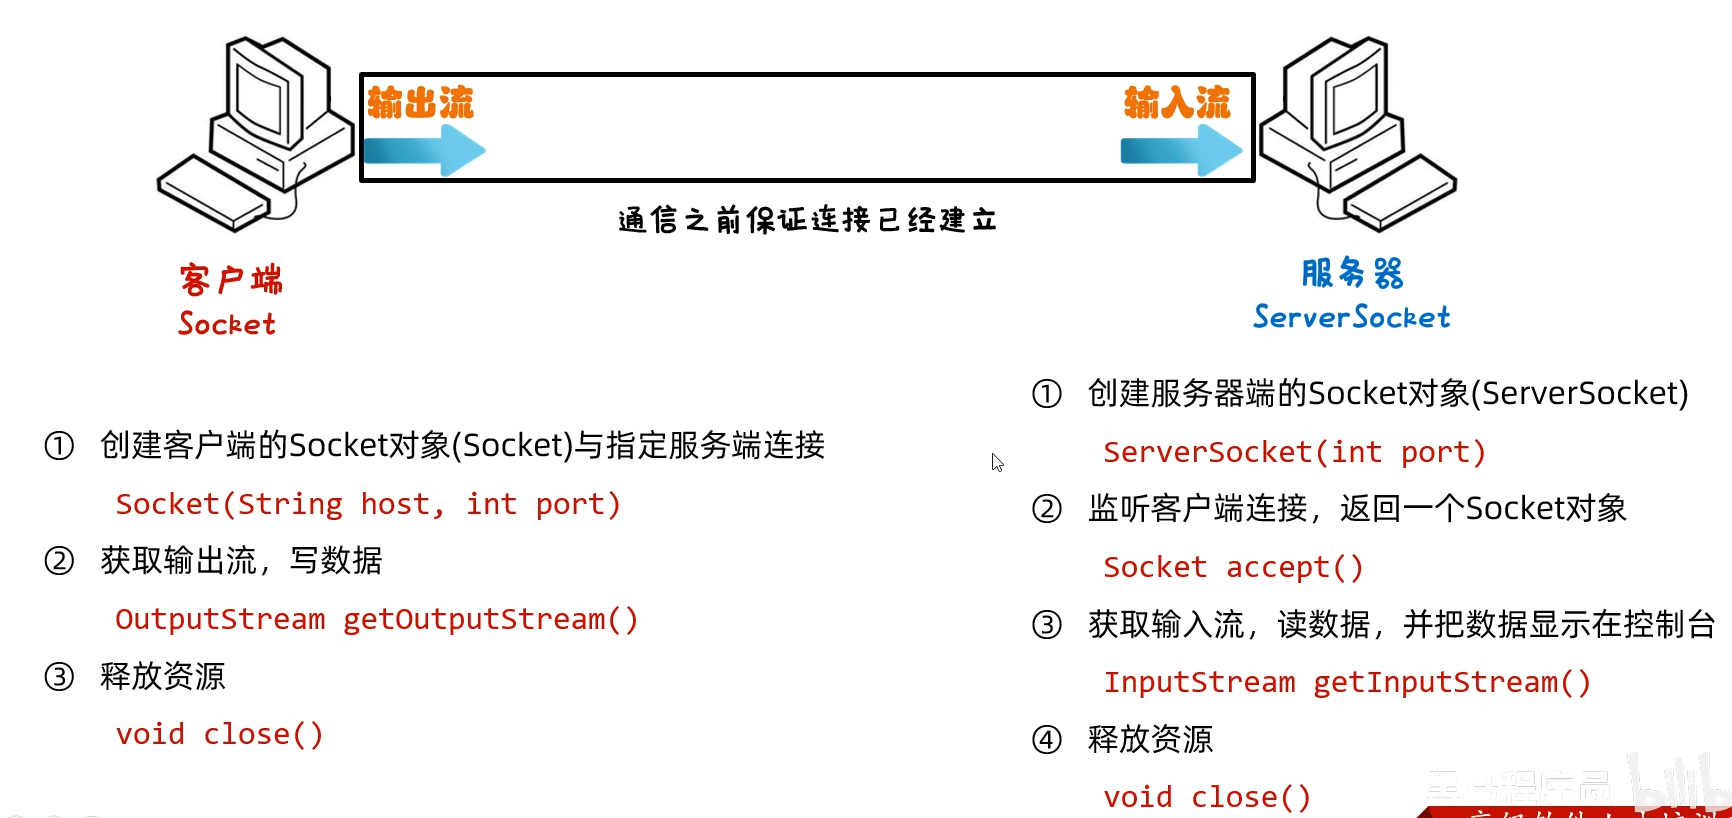 输出流
输入流
通信之前保证连接已经建立
客户端
Socket
服务器
ServerSocket
① 创建客户端的Socket对象(Socket)与指定服务端连接
Socket(String host, int port)
② 获取输出流，写数据
OutputStream getOutputStream()
③ 释放资源
void close()
① 创建服务器端的Socket对象(ServerSocket)
ServerSocket(int port)
② 监听客户端连接，返回一个Socket对象
Socket accept()
③ 获取输入流，读数据，并把数据显示在控制台
InputStream getInputStream()
④ 释放资源
void close()
程序员
bilib